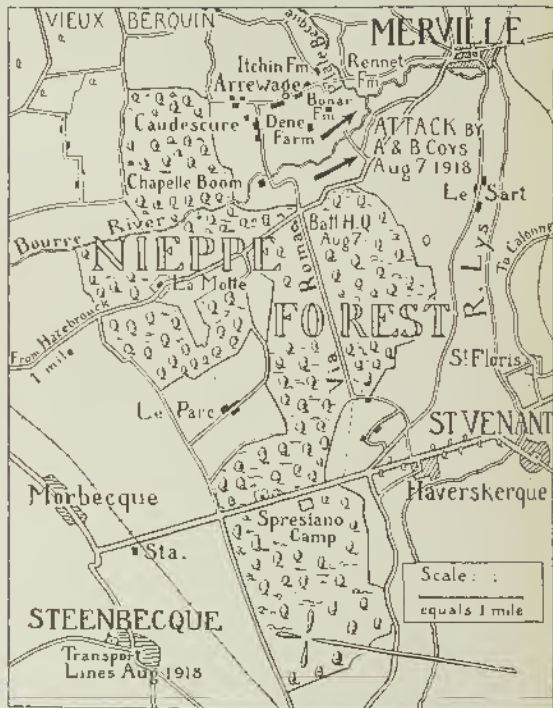 VIEUX BERQUIN
MERVILLE
Itchin Fm
Rennet
Fm
Arrewage
Bonar
Fm
Caudescure
Dene
Farm
ATTACK BY
A & B COYS
Aug 7 1918
Chapelle Boom
Le Sart
Bourre River
Batt H.Q.
Aug 7
NIEPPE
FOREST
Via Romas
R. Lys
To Calonne
La Motte
From Hazebrouck
1 mile
St Floris
Le Parc
ST VENANT
Morbecque
Haverskerque
Spresiano
Camp
Sta.
Scale :
equals 1 mile
STEENBECQUE
Transport
Lines Aug 1918